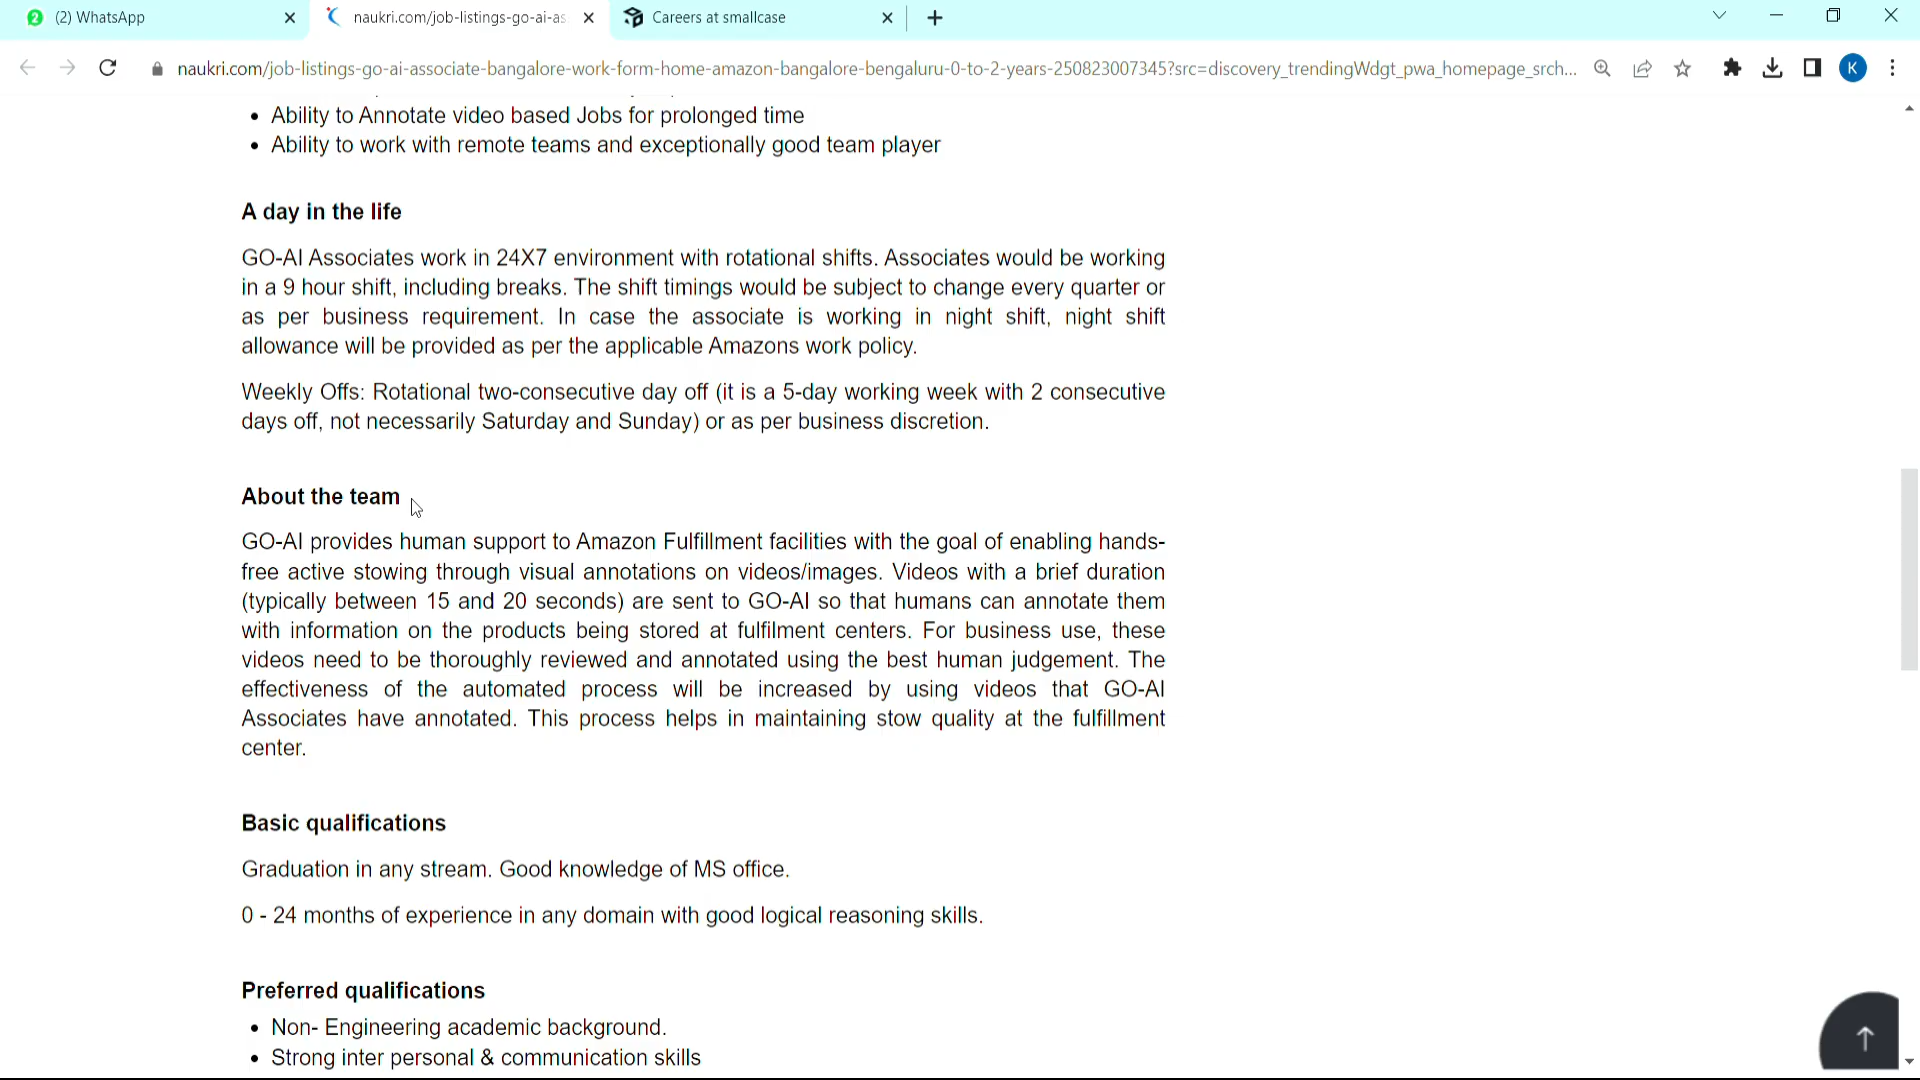 2 (2) WhatsApp
naukri.com/job-listings-go-ai-as
Careers at smallcase
naukri.com/job-listings-go-ai-associate-bangalore-work-form-home-amazon-bangalore-bengaluru-0-to-2-years-250823007345?src=discovery_trendingWdgt_pwa_homepage_srch...
K
• Ability to Annotate video based Jobs for prolonged time
• Ability to work with remote teams and exceptionally good team player
A day in the life
GO-AI Associates work in 24X7 environment with rotational shifts. Associates would be working
in a 9 hour shift, including breaks. The shift timings would be subject to change every quarter or
as per business requirement. In case the associate is working in night shift, night shift
allowance will be provided as per the applicable Amazons work policy.
Weekly Offs: Rotational two-consecutive day off (it is a 5-day working week with 2 consecutive
days off, not necessarily Saturday and Sunday) or as per business discretion.
About the team
GO-AI provides human support to Amazon Fulfillment facilities with the goal of enabling hands-
free active stowing through visual annotations on videos/images. Videos with a brief duration
(typically between 15 and 20 seconds) are sent to GO-AI so that humans can annotate them
with information on the products being stored at fulfilment centers. For business use, these
videos need to be thoroughly reviewed and annotated using the best human judgement. The
effectiveness of the automated process will be increased by using videos that GO-AI
Associates have annotated. This process helps in maintaining stow quality at the fulfillment
center.
Basic qualifications
Graduation in any stream. Good knowledge of MS office.
0 - 24 months of experience in any domain with good logical reasoning skills.
Preferred qualifications
• Non- Engineering academic background.
• Strong inter personal & communication skills